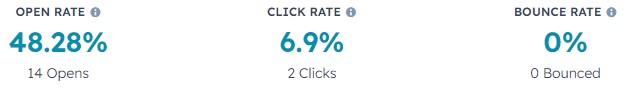 OPEN RATE CLICK RATE BOUNCE RATE
48.28% 6.9% 0%
14 Opens 2 Clicks 0 Bounced